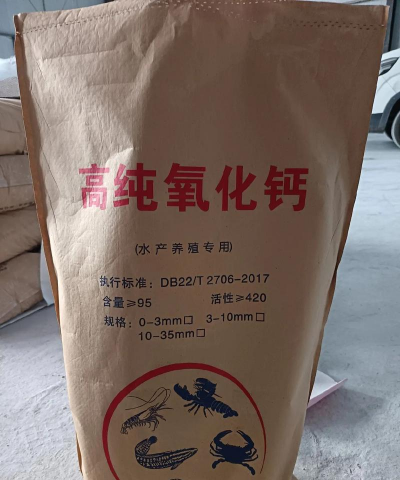 高纯氧化钙
(水产养殖专用)
执行标准：DB22/T 2706-2017
含量≥95 活性≥420
规格：0-3mm□ 3-10mm□
10-35mm□